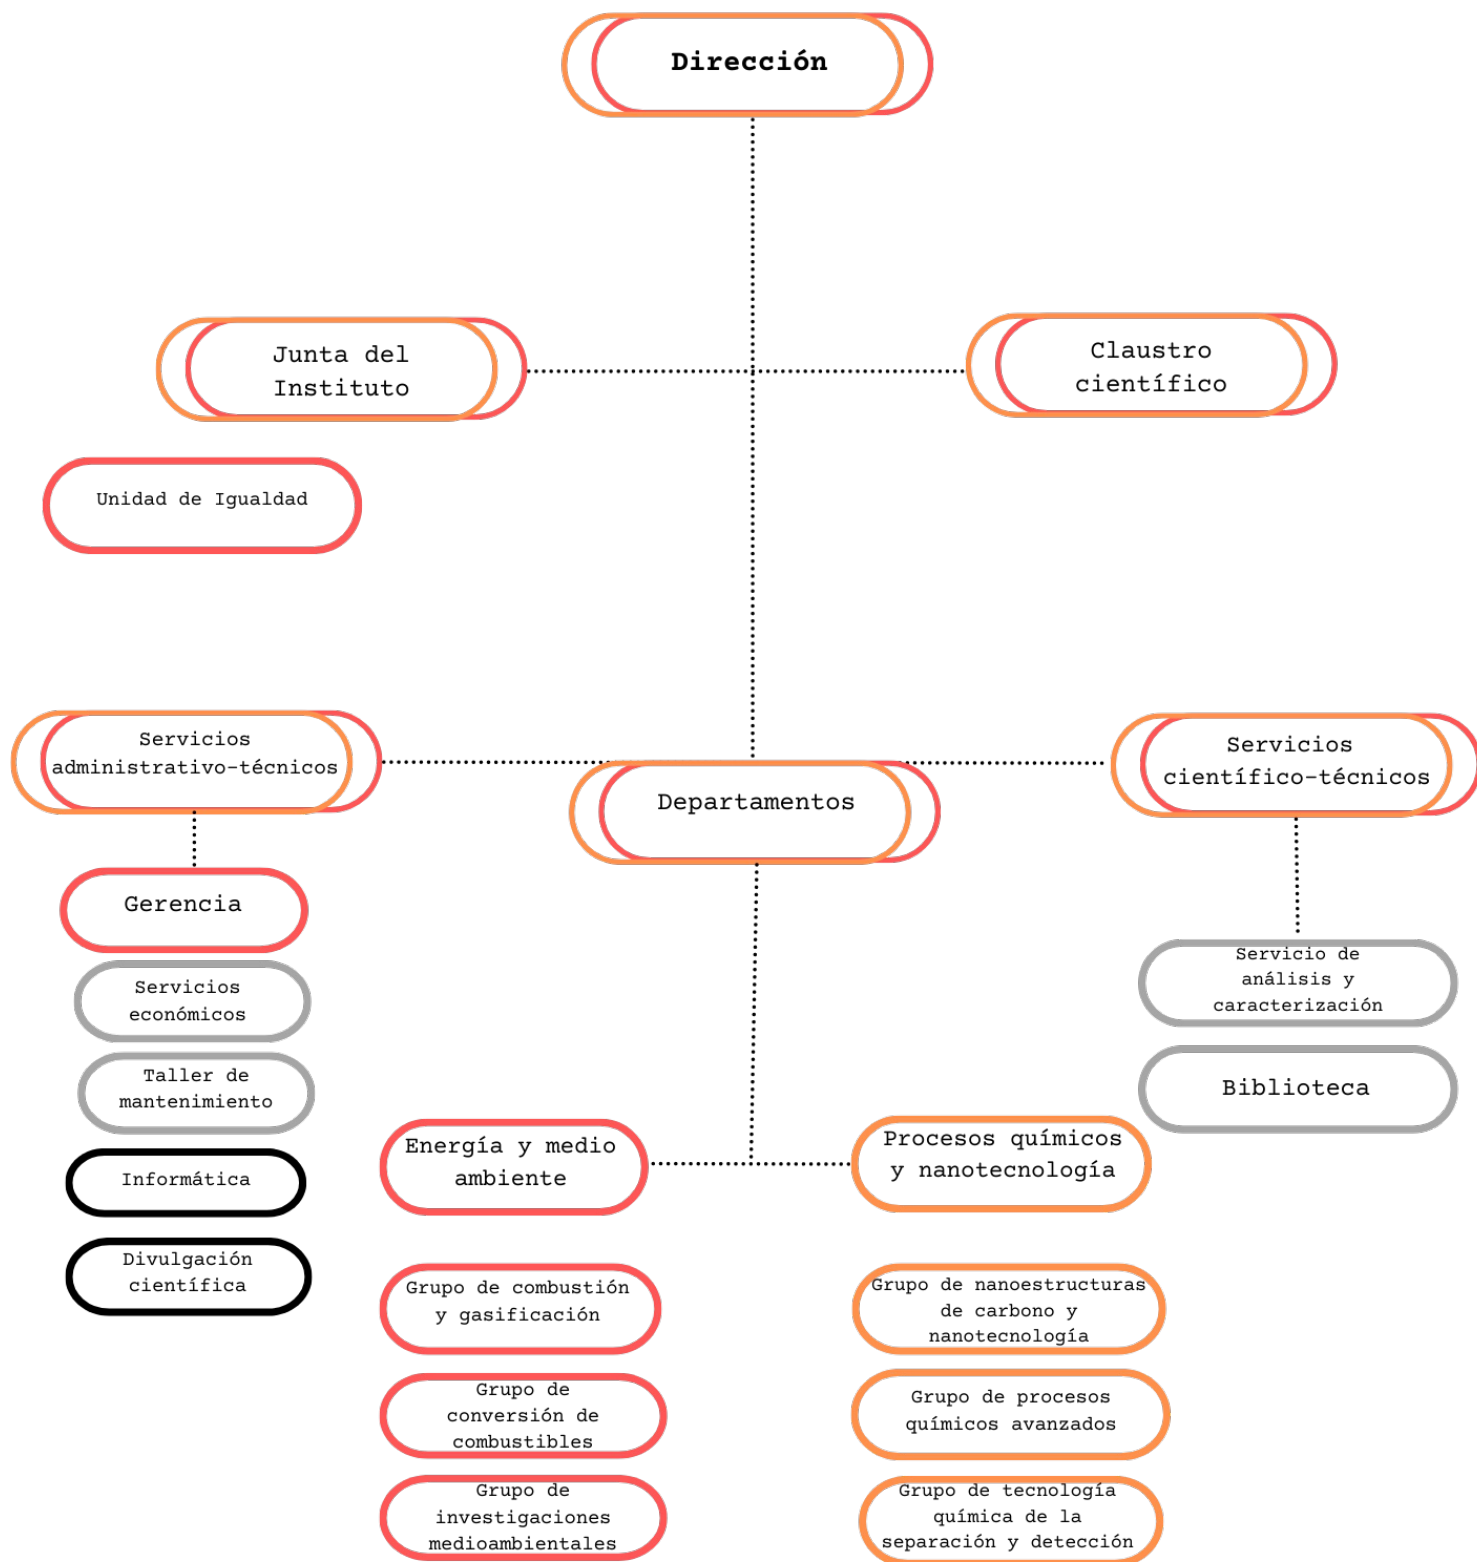 Dirección
Junta del
Instituto
Claustro
científico
Unidad de Igualdad
Servicios
administrativo-técnicos
Departamentos
Servicios
científico-técnicos
Gerencia
Servicios
económicos
Taller de
mantenimiento
Informática
Divulgación
científica
Servicio de
análisis y
caracterización
Biblioteca
Energía y medio
ambiente
Grupo de combustión
y gasificación
Grupo de
conversión de
combustibles
Grupo de
investigaciones
medioambientales
Procesos químicos
y nanotecnología
Grupo de nanoestructuras
de carbono y
nanotecnología
Grupo de procesos
químicos avanzados
Grupo de tecnología
química de la
separación y detección